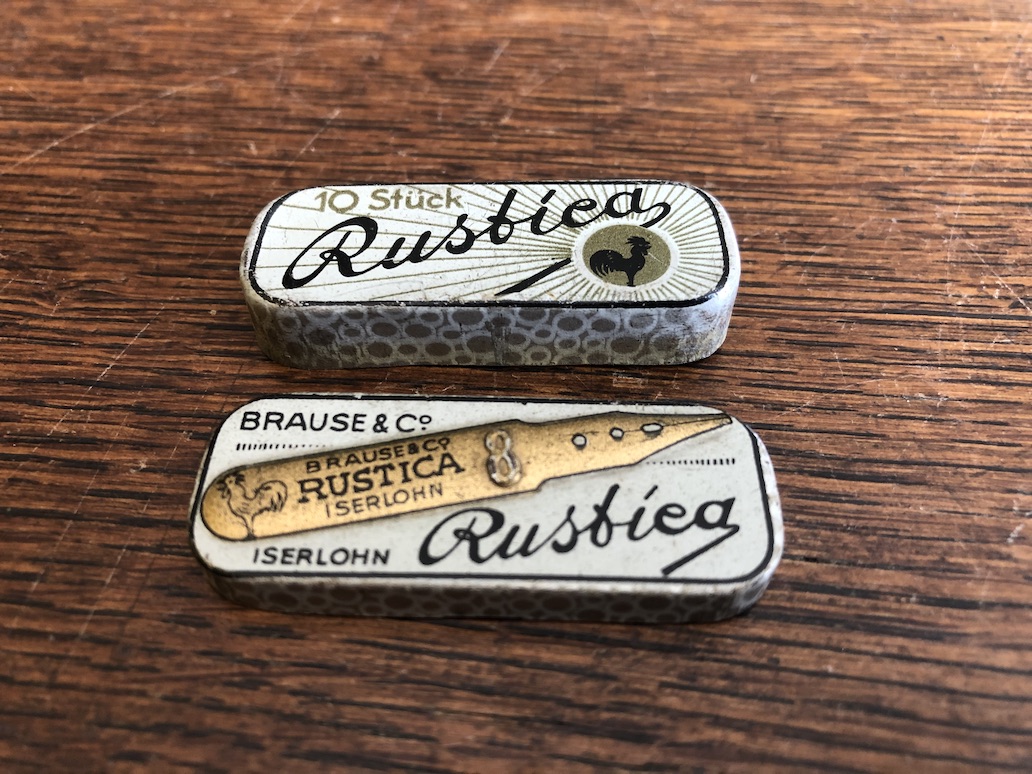 10 Stück
Rustica
BRAUSE & Cº
BRAUSE & Cº
RUSTICA
ISERLOHN
8
Rustica
ISERLOHN